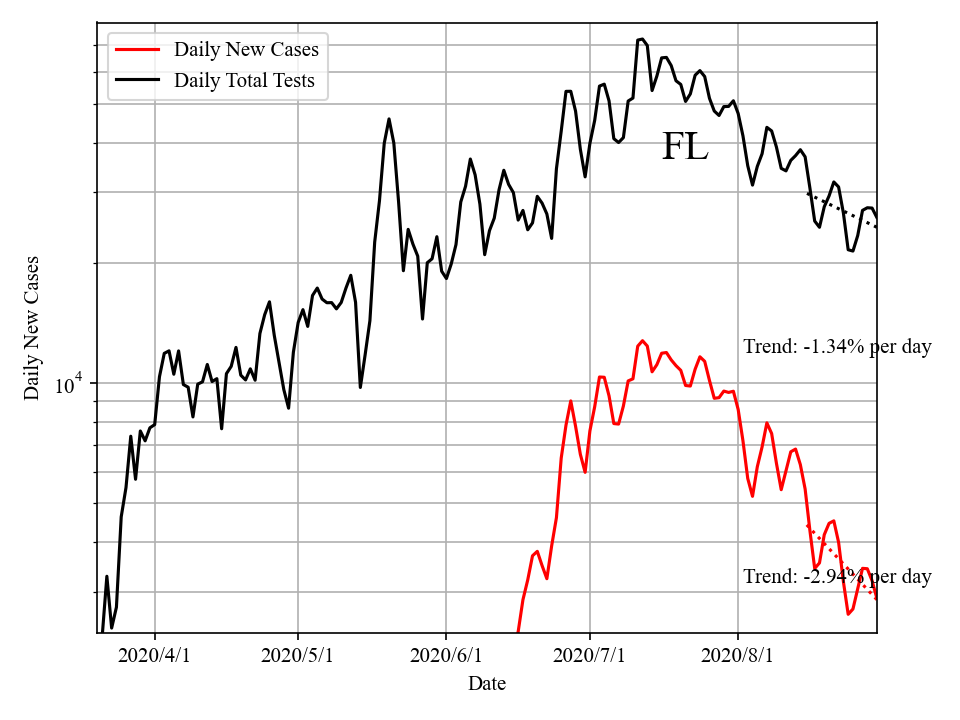 Daily New Cases
Daily Total Tests
FL
Daily New Cases
10^4
Trend: -1.34% per day
Trend: -2.94% per day
2020/4/1 2020/5/1 2020/6/1 2020/7/1 2020/8/1
Date